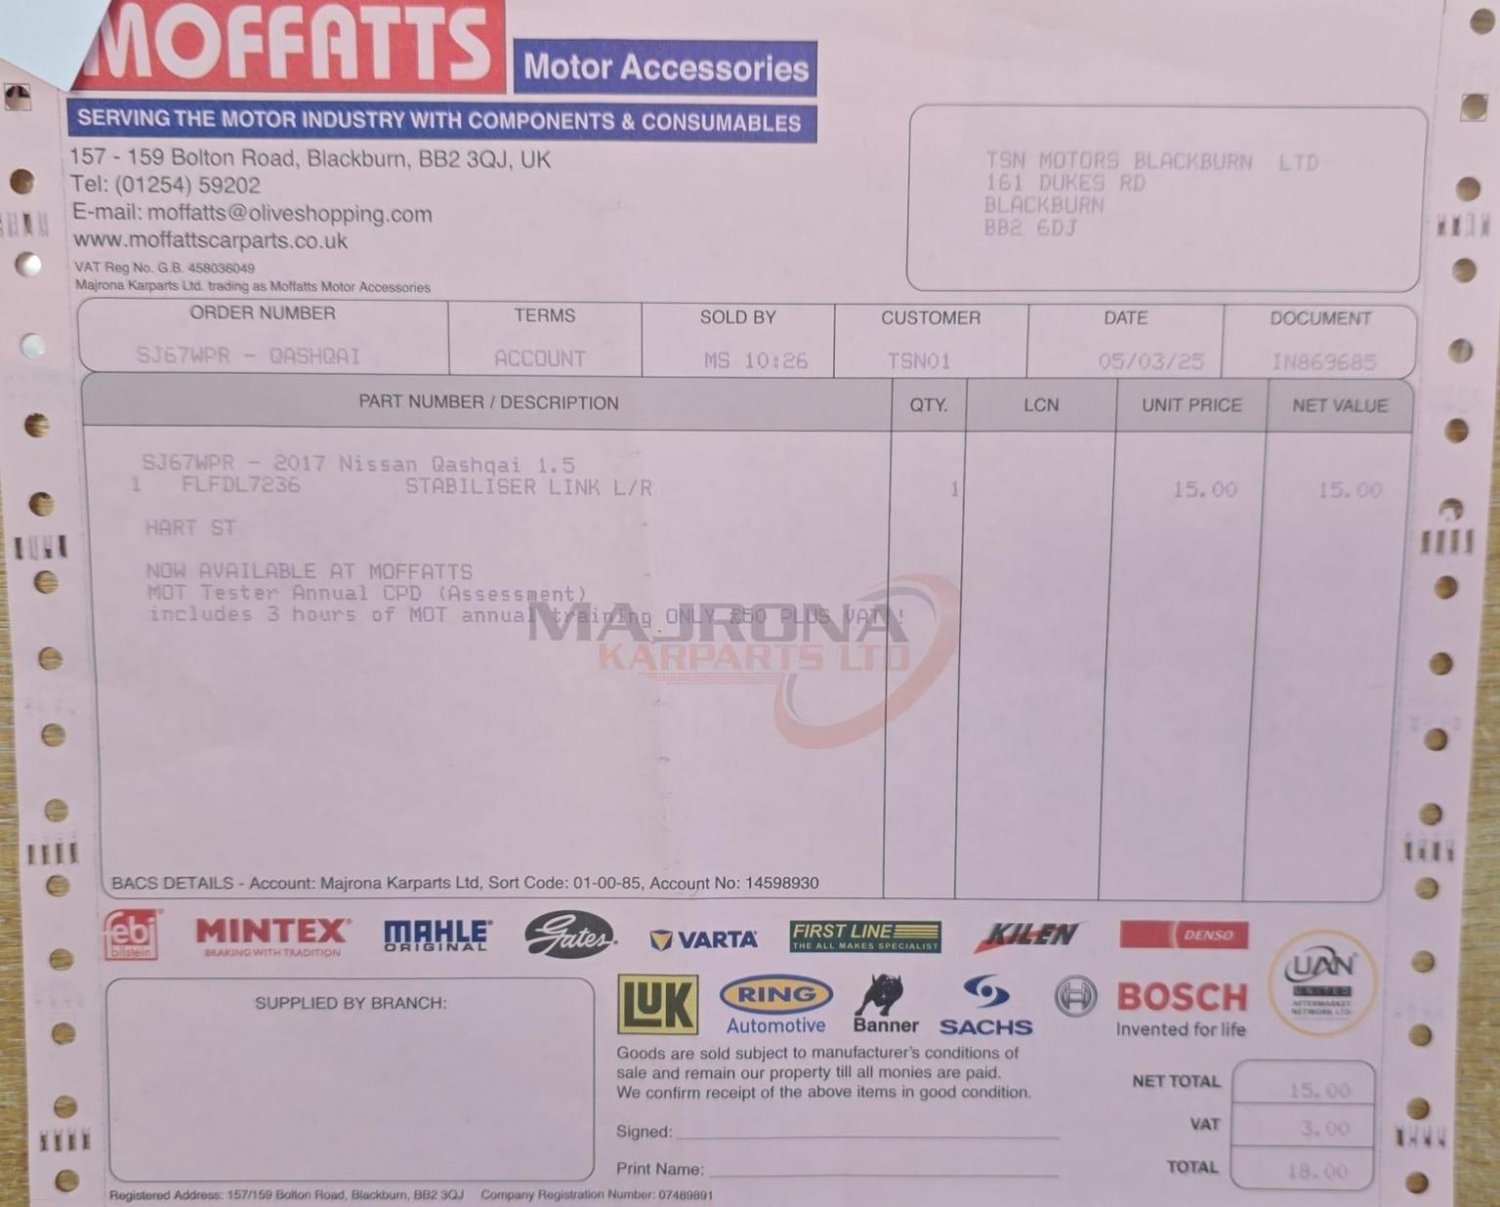 MOFFATTS
Motor Accessories
SERVING THE MOTOR INDUSTRY WITH COMPONENTS & CONSUMABLES
157 - 159 Bolton Road, Blackburn, BB2 3QJ, UK
Tel: (01254) 59202
E-mail: moffatts@oliveshopping.com
www.moffattscarparts.co.uk
VAT Reg No. G.B. 458036049
Majrona Karparts Ltd. trading as Moffatts Motor Accessories
TSN MOTORS BLACKBURN LTD
161 DUKES RD
BLACKBURN
BB2 6DJ
ORDER NUMBER TERMS SOLD BY CUSTOMER DATE DOCUMENT
SJ67WPR - QASHQAI ACCOUNT MS 10:26 TSN01 05/03/25 IN869685
PART NUMBER / DESCRIPTION QTY. LCN UNIT PRICE NET VALUE
SJ67WPR - 2017 Nissan Qashqai 1.5
1 FLFDL7236 STABILISER LINK L/R 1 15.00 15.00
HART ST
NOW AVAILABLE AT MOFFATTS
MOT Tester Annual CPD (Assessment)
includes 3 hours of MOT annual training ONLY £50 PLUS VAT!
MAJRONA
KARPARTS LTD
BACS DETAILS - Account: Majrona Karparts Ltd, Sort Code: 01-00-85, Account No: 14598930
febi
bilstein
MINTEX
BRAKING WITH TRADITION
MAHLE
ORIGINAL
Gates
VARTA
FIRST LINE
THE ALL MAKES SPECIALIST
KILEN
DENSO
UAN
UNITED
AFTERMARKET
NETWORK LTD
LUK
RING
Automotive
Banner
SACHS
BOSCH
Invented for life
SUPPLIED BY BRANCH:
Goods are sold subject to manufacturer's conditions of
sale and remain our property till all monies are paid.
We confirm receipt of the above items in good condition.
Signed:
Print Name:
NET TOTAL 15.00
VAT 3.00
TOTAL 18.00
Registered Address: 157/159 Bolton Road, Blackburn, BB2 3QJ Company Registration Number: 07489891